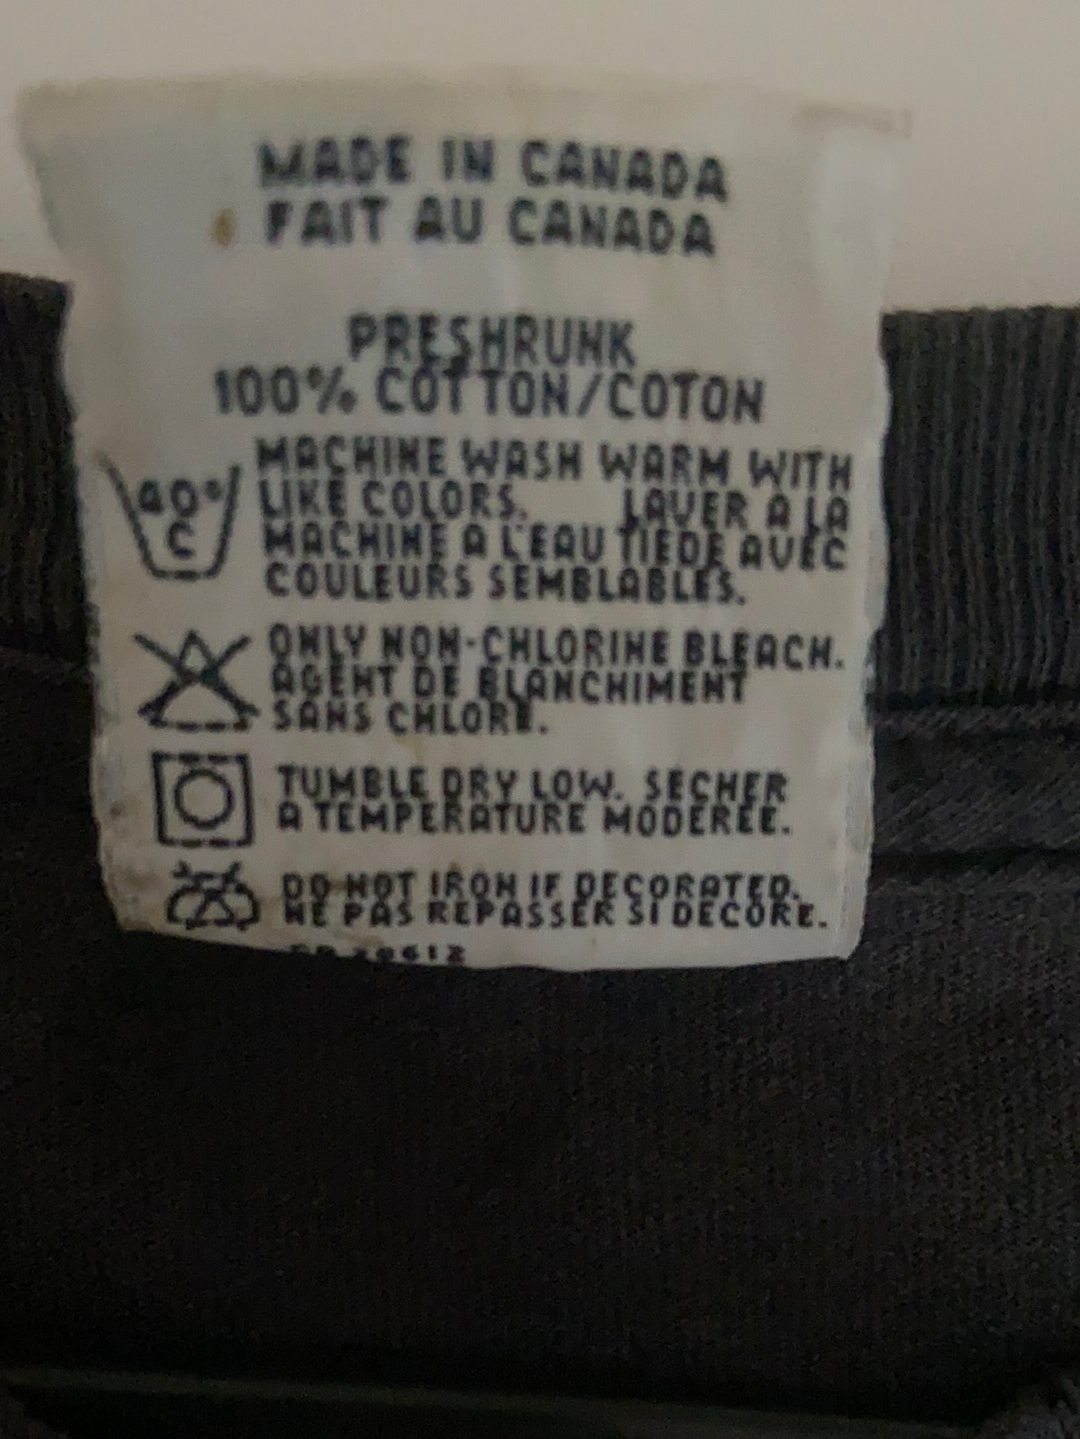 MADE IN CANADA
FAIT AU CANADA
PRESHRUNK
100% COTTON/COTON
MACHINE WASH WARM WITH
LIKE COLORS. LAVER A LA
MACHINE A L'EAU TIEDE AVEC
COULEURS SEMBLABLES.
40°
C
ONLY NON-CHLORINE BLEACH.
AGENT DE BLANCHIMENT
SANS CHLORE.
TUMBLE DRY LOW. SECHER
A TEMPERATURE MODEREE.
DO NOT IRON IF DECORATED.
NE PAS REPASSER SI DECORE.